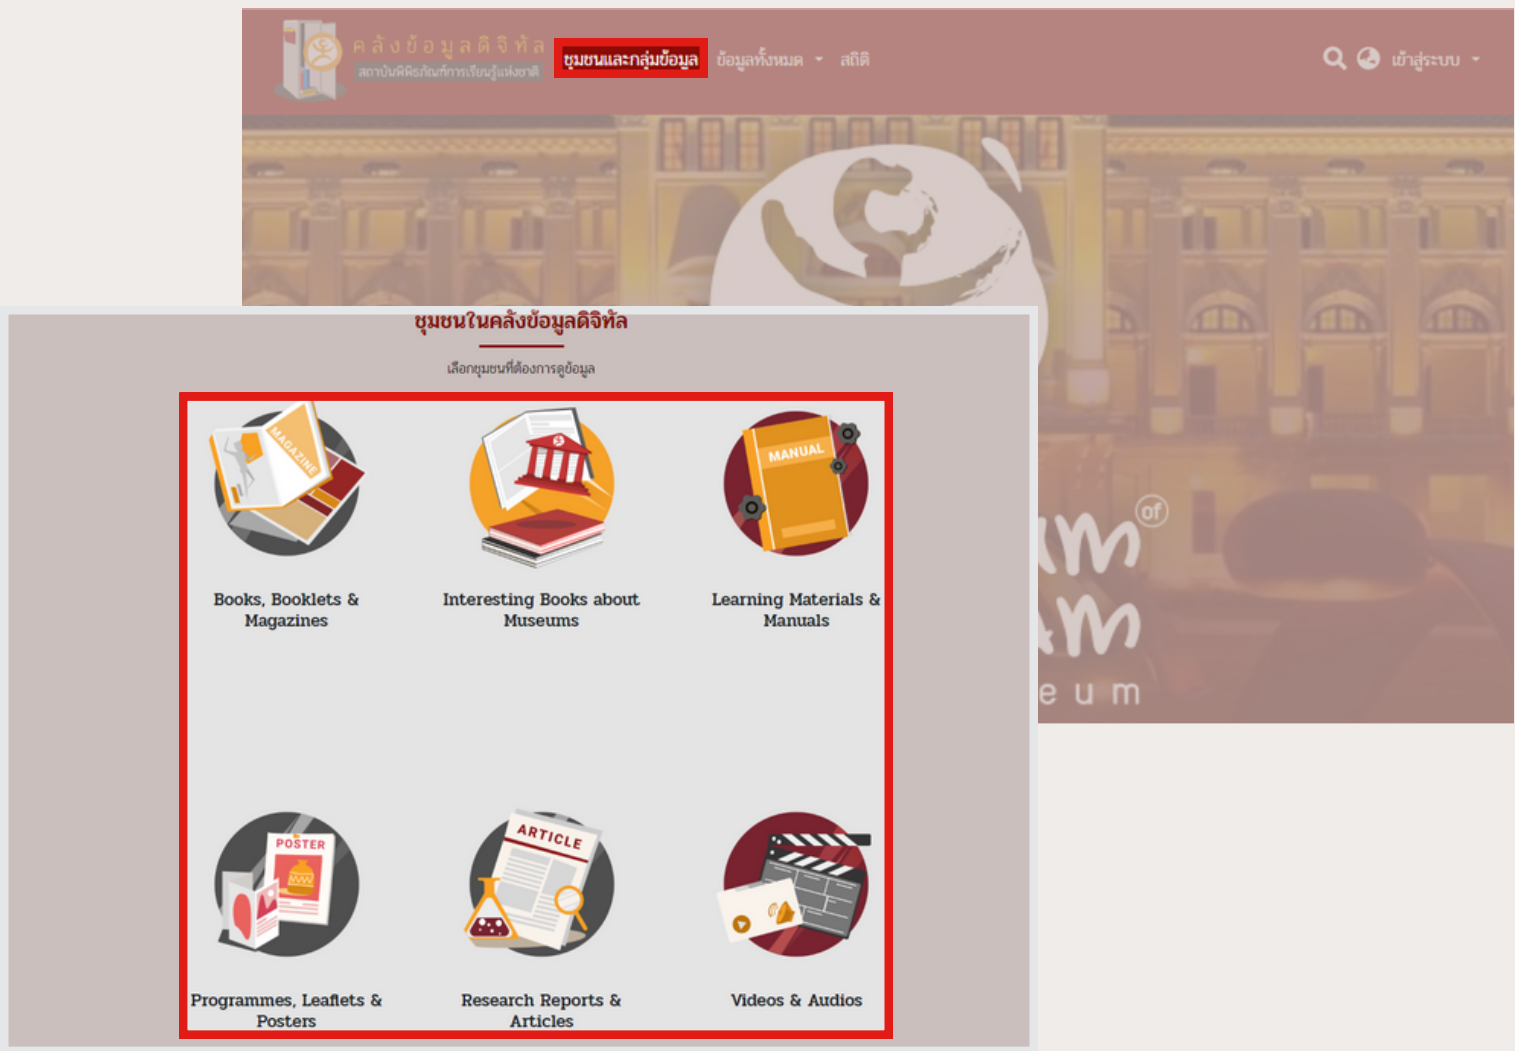 คลังข้อมูลดิจิทัล
สถาบันพิพิธภัณฑ์การเรียนรู้แห่งชาติ
ชุมชนและกลุ่มข้อมูล ข้อมูลทั้งหมด สถิติ เข้าสู่ระบบ
of
eum
ชุมชนในคลังข้อมูลดิจิทัล
เลือกชุมชนที่ต้องการดูข้อมูล
MAGAZINE
MANUAL
Books, Booklets &
Magazines
Interesting Books about
Museums
Learning Materials &
Manuals
POSTER
ARTICLE
Programmes, Leaflets &
Posters
Research Reports &
Articles
Videos & Audios